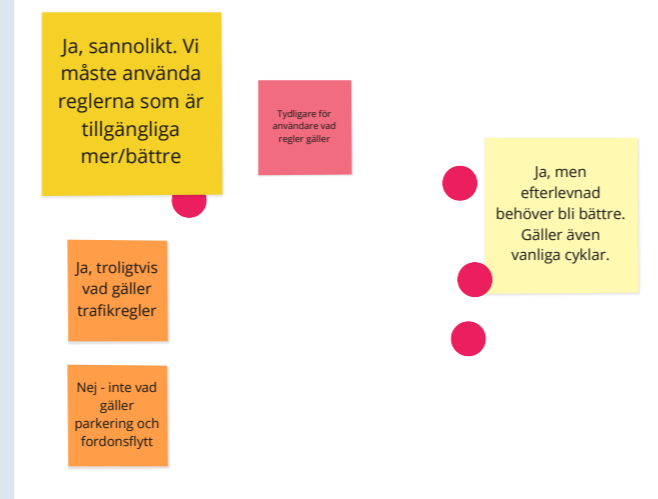 Ja, sannolikt. Vi
måste använda
reglerna som är
tillgängliga
mer/bättre
Tydligare för
användare vad
regler gäller
Ja, men
efterlevnad
behöver bli bättre.
Gäller även
vanliga cyklar.
Ja, troligtvis
vad gäller
trafikregler
Nej - inte vad
gäller
parkering och
fordonsflytt